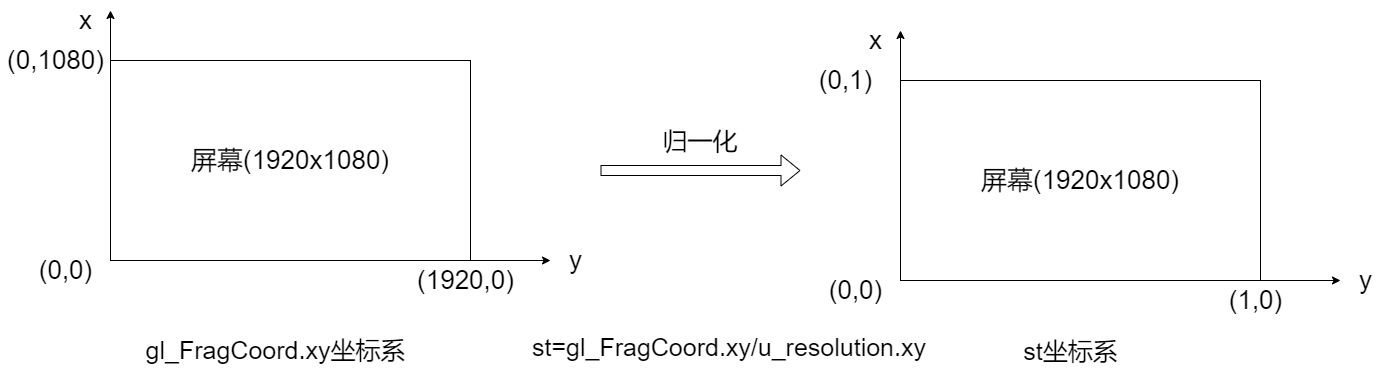 x
(0,1080)
屏幕(1920x1080)
(0,0)
(1920,0)
y
gl_FragCoord.xy坐标系
归一化
st=gl_FragCoord.xy/u_resolution.xy
x
(0,1)
屏幕(1920x1080)
(0,0)
(1,0)
y
st坐标系